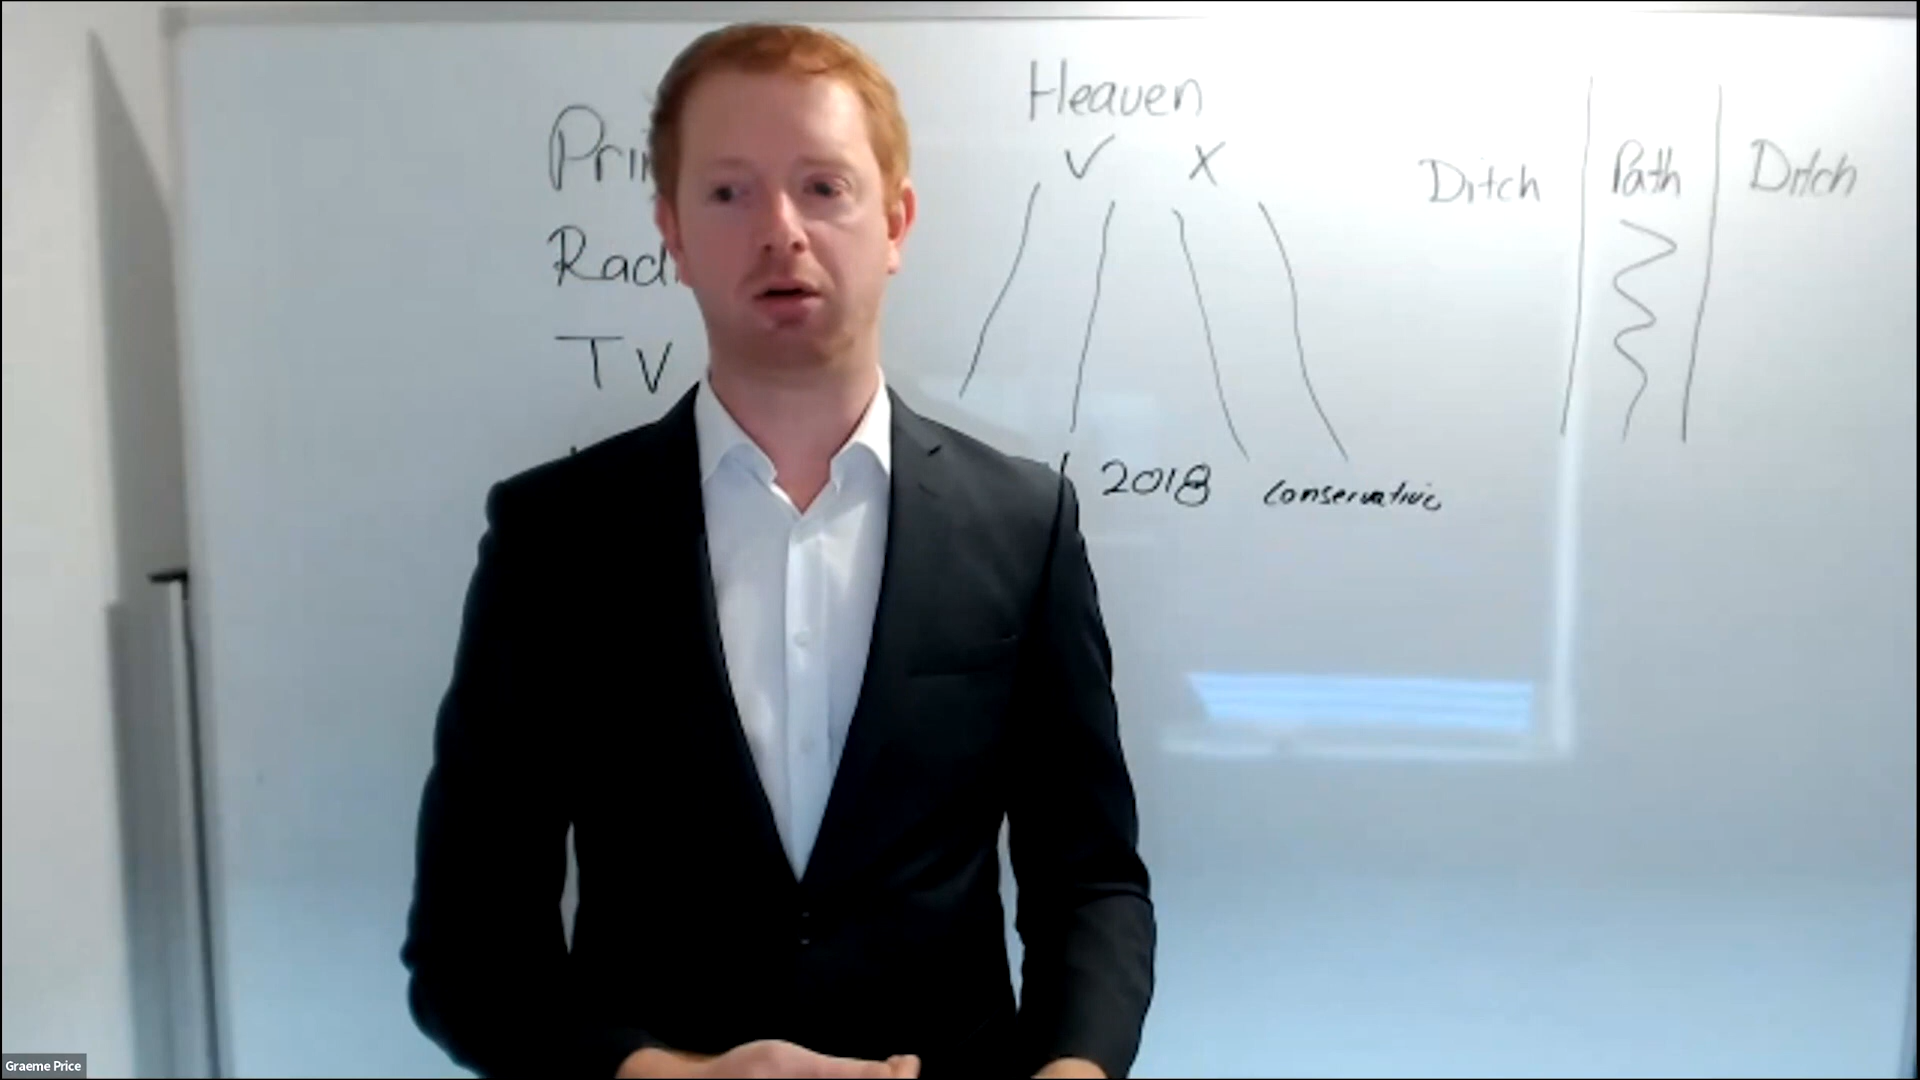 Heaven
✓ X
Ditch Path Ditch
TV
2018 conservative
Graeme Price